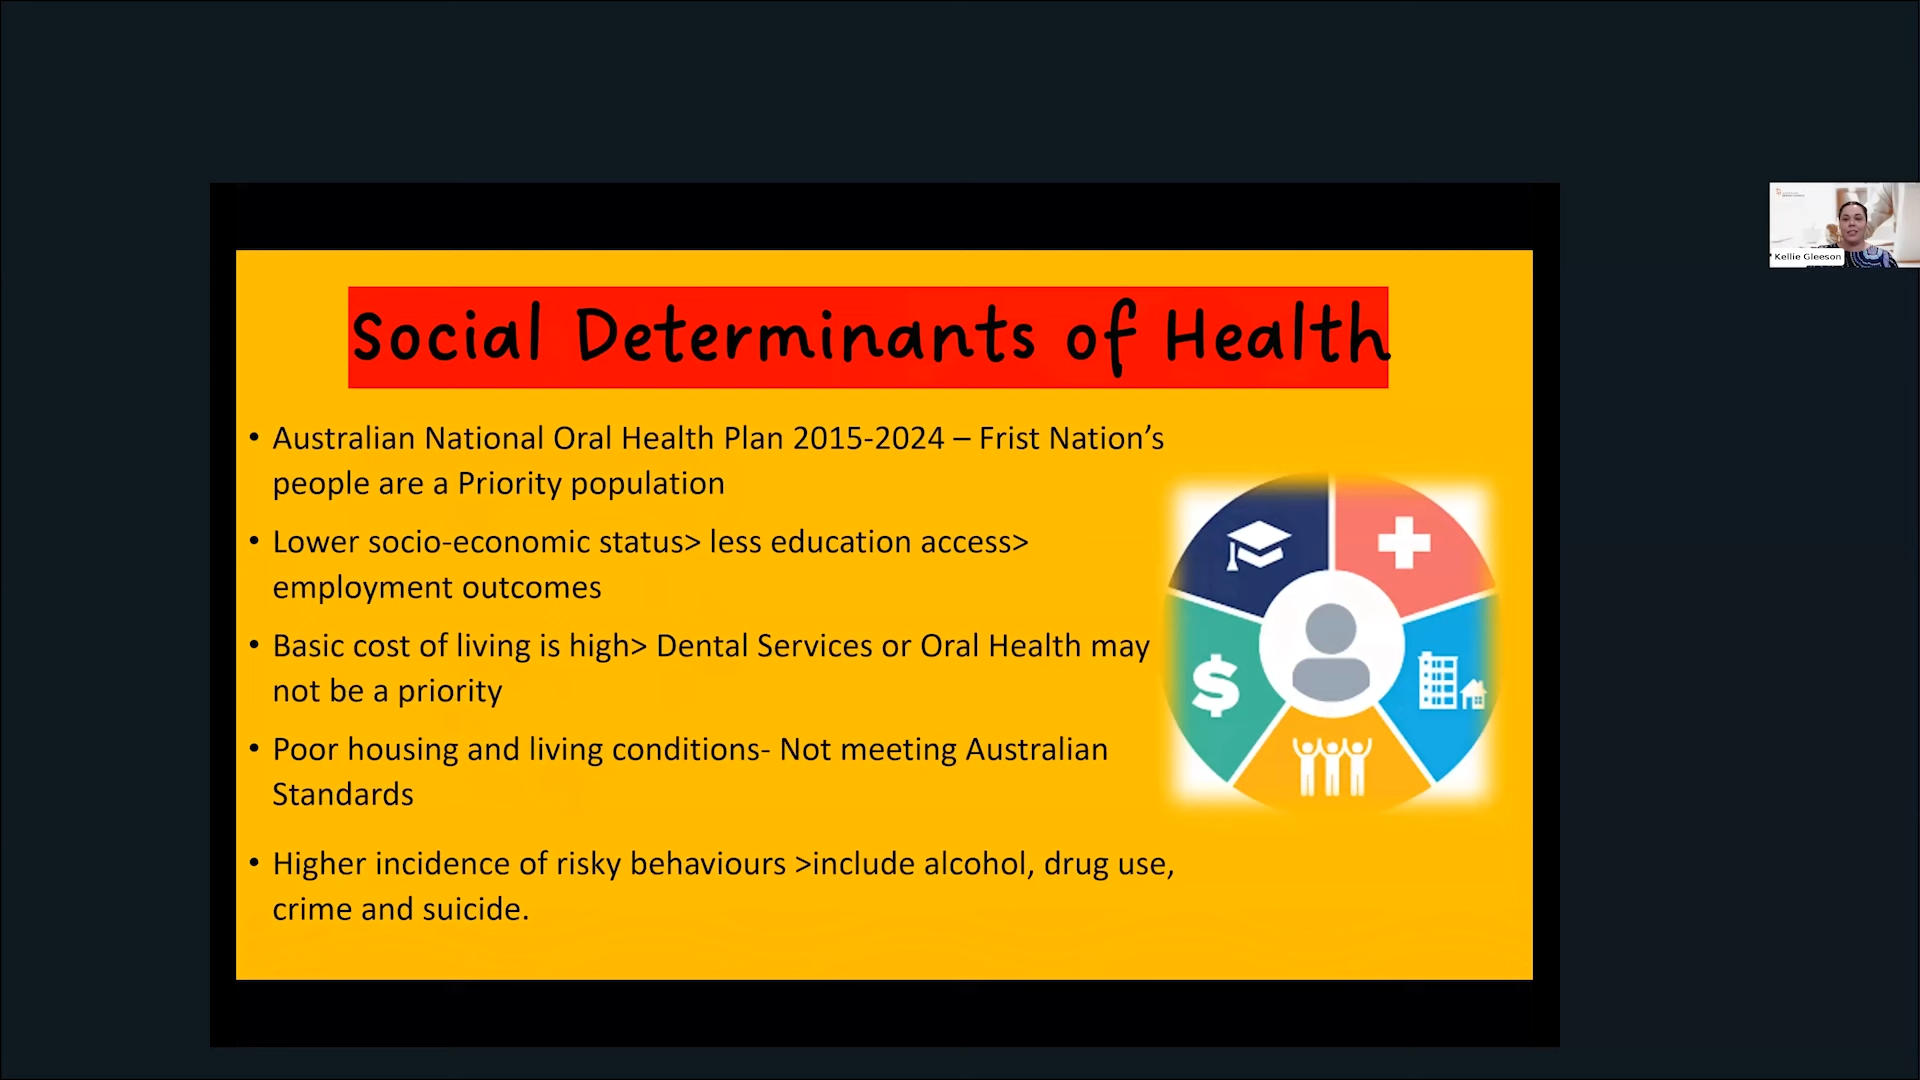 Social Determinants of Health
• Australian National Oral Health Plan 2015-2024 – Frist Nation’s
people are a Priority population
• Lower socio-economic status> less education access>
employment outcomes
• Basic cost of living is high> Dental Services or Oral Health may
not be a priority
$
• Poor housing and living conditions- Not meeting Australian
Standards
• Higher incidence of risky behaviours >include alcohol, drug use,
crime and suicide.
Kellie Gleeson